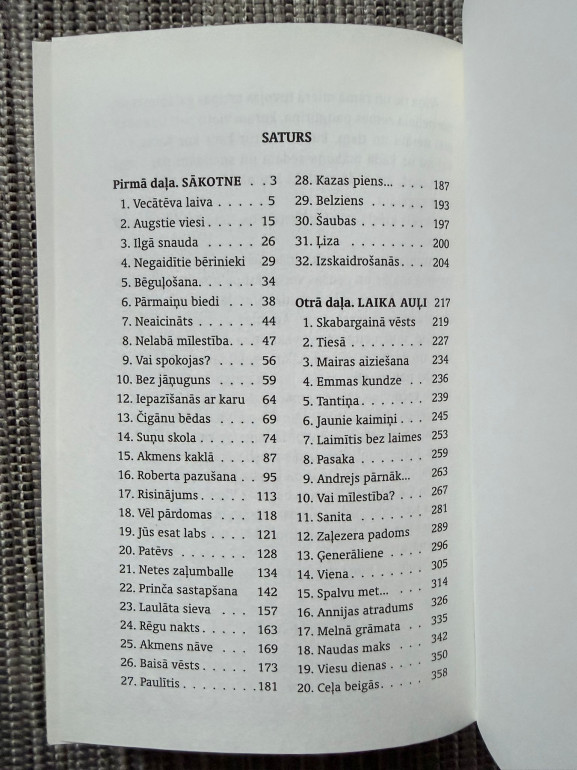 SATURS
Pirmā daļa. SĀKOTNE . . 3
1. Vecātēva laiva . . . . . 5
2. Augstie viesi . . . . . 15
3. Ilgā snauda . . . . 26
4. Negaidītie bērinieki 29
5. Bēguļošana. . . . . . . 34
6. Pārmaiņu biedi . . . . 38
7. Neaicināts . . . . . . . 44
8. Nelabā mīlestība. . . . 47
9. Vai spokojas? . . . . . 56
10. Bez jāņuguns . . . . . 59
12. Iepazīšanās ar karu 64
13. Čigānu bēdas . . . . . 69
14. Suņu skola . . . . . . . 74
15. Akmens kaklā . . . . . 87
16. Roberta pazušana . . 95
17. Risinājums. . . . . . 113
18. Vēl pārdomas . . . . 118
19. Jūs esat labs . . . . . 121
20. Patēvs . . . . . . . . 128
21. Netes zaļumballe 134
22. Prinča sastapšana 142
23. Laulāta sieva . . . . 157
24. Rēgu nakts. . . . . . 163
25. Akmens nāve . . . . 169
26. Baisā vēsts . . . . . . 173
27. Paulītis . . . . . . . . 181
28. Kazas piens... . . . . 187
29. Belziens . . . . . . . 193
30. Šaubas . . . . . . . . 197
31. Ļiza . . . . . . . . 200
32. Izskaidrošanās. . . . 204
Otrā daļa. LAIKA AUĻI 217
1. Skabargainā vēsts 219
2. Tiesā . . . . . . . . 227
3. Mairas aiziešana 234
4. Emmas kundze . . 236
5. Tantiņa. . . . . . . . 239
6. Jaunie kaimiņi . . . 245
7. Laimītis bez laimes 253
8. Pasaka . . . . . . . . 259
9. Andrejs pārnāk... 263
10. Vai mīlestība? . . . 267
11. Sanita . . . . . . . . 281
12. Zaļezera padoms 289
13. Ģenerāliene . . . . 296
14. Viena . . . . . . . . 305
15. Spalvu met... . . . 314
16. Annijas atradums 326
17. Melnā grāmata . . 335
18. Naudas maks . . . 342
19. Viesu dienas . . . . 350
20. Ceļa beigās. . . . . 358